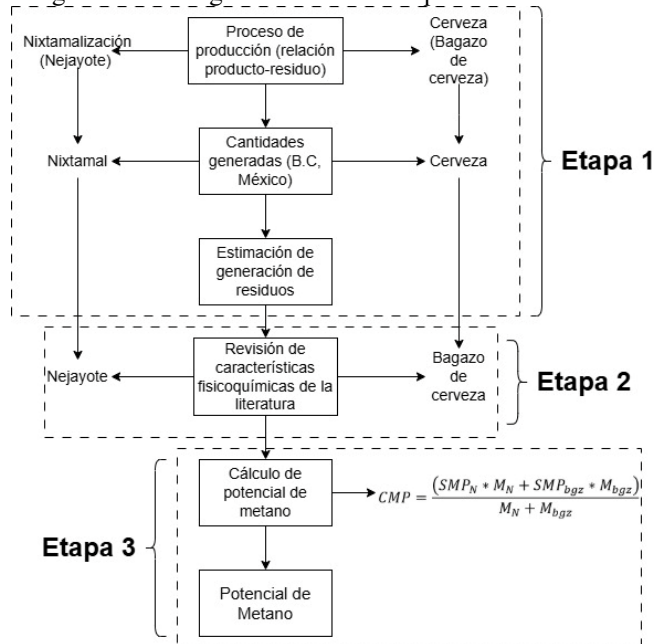 Nixtamalización
(Nejayote)
Proceso de
producción (relación
producto-residuo)
Cerveza
(Bagazo
de
cerveza)
Nixtamal
Cantidades
generadas (B.C,
México)
Cerveza
Etapa 1
Estimación de
generación de
residuos
Nejayote
Revisión de
características
fisicoquímicas de la
literatura
Bagazo
de
cerveza
Etapa 2
Cálculo de
potencial de
metano
CMP = (SMP_N * M_N + SMP_bgz * M_bgz) / M_N + M_bgz
Etapa 3
Potencial de
Metano